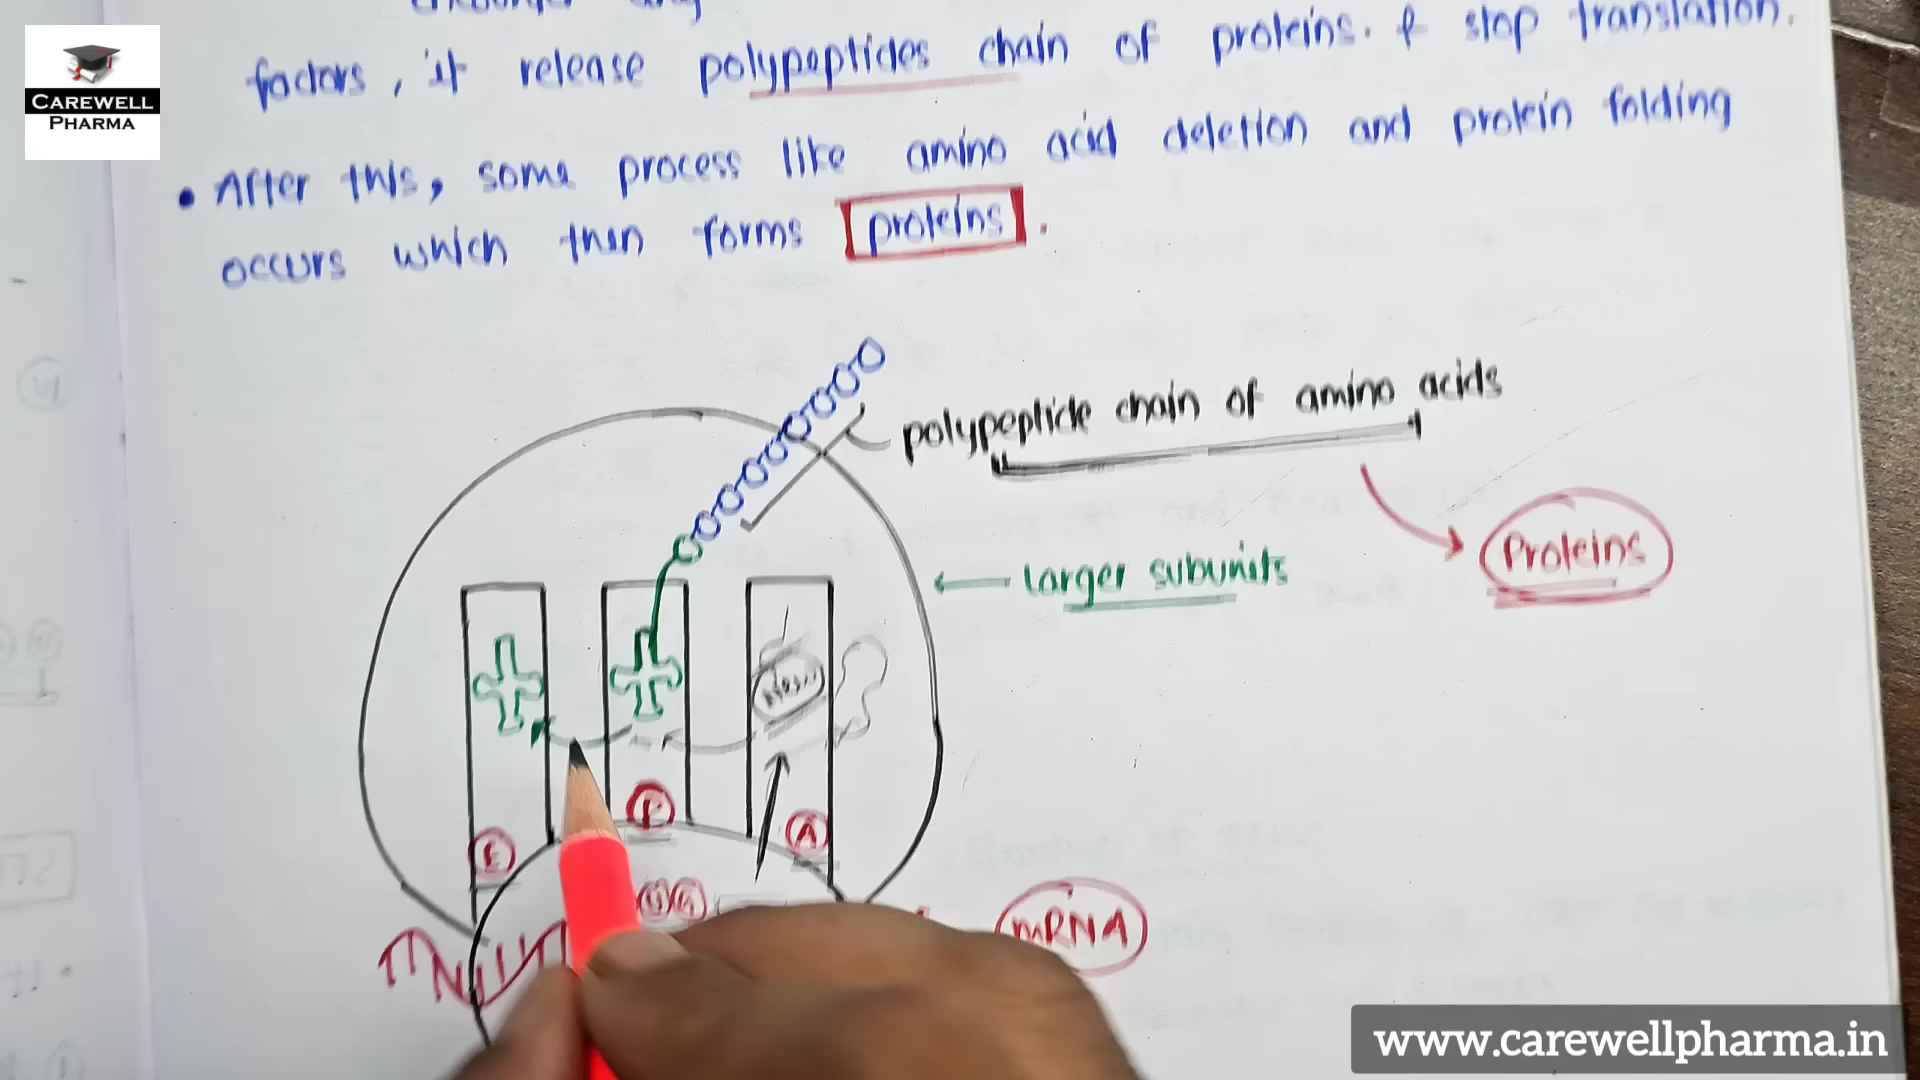 CAREWELL
PHARMA
factors, it release polypeptides chain of proteins. & stop translation.
• After this, some process like amino acid deletion and protein folding
occurs which then forms proteins.
polypeptide chain of amino acids
Proteins
larger subunits
E
P
A
U G
mRNA
www.carewellpharma.in